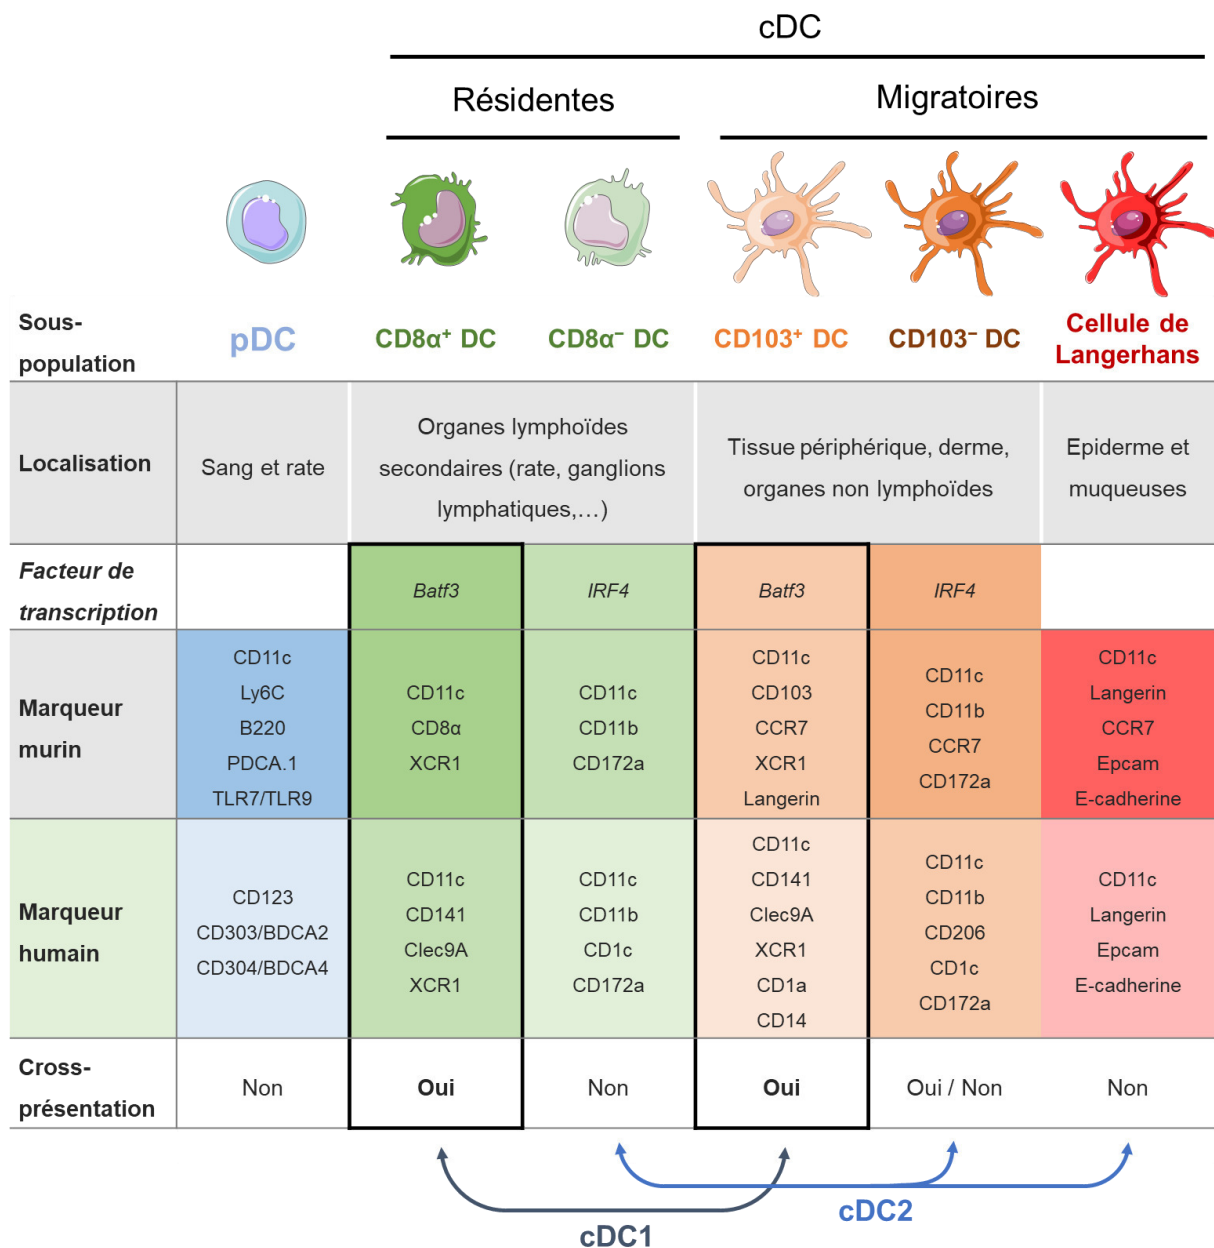 cDC
Résidentes
Migratoires
Sous-
population
pDC
CD8α⁺ DC
CD8α⁻ DC
CD103⁺ DC
CD103⁻ DC
Cellule de
Langerhans
Localisation
Sang et rate
Organes lymphoïdes
secondaires (rate, ganglions
lymphatiques,…)
Tissue périphérique, derme,
organes non lymphoïdes
Epiderme et
muqueuses
Facteur de
transcription
Batf3
IRF4
Batf3
IRF4
Marqueur
murin
CD11c
Ly6C
B220
PDCA.1
TLR7/TLR9
CD11c
CD8α
XCR1
CD11c
CD11b
CD172a
CD11c
CD103
CCR7
XCR1
Langerin
CD11c
CD11b
CCR7
CD172a
CD11c
Langerin
CCR7
Epcam
E-cadherine
Marqueur
humain
CD123
CD303/BDCA2
CD304/BDCA4
CD11c
CD141
Clec9A
XCR1
CD11c
CD11b
CD1c
CD172a
CD11c
CD141
Clec9A
XCR1
CD1a
CD14
CD11c
CD11b
CD206
CD1c
CD172a
CD11c
Langerin
Epcam
E-cadherine
Cross-
présentation
Non
Oui
Non
Oui
Oui / Non
Non
cDC2
cDC1